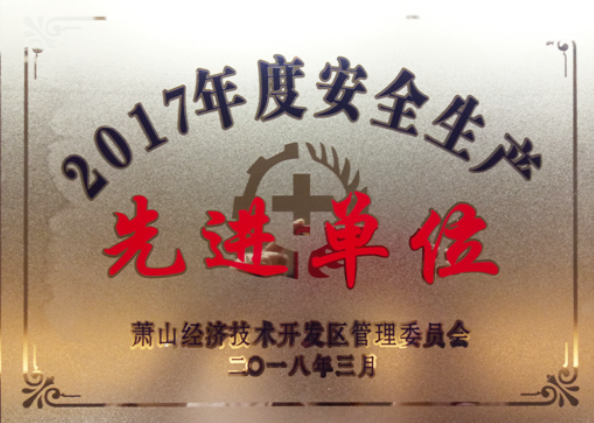 2017年度安全生产
先进单位
萧山经济技术开发区管理委员会
二〇一八年三月